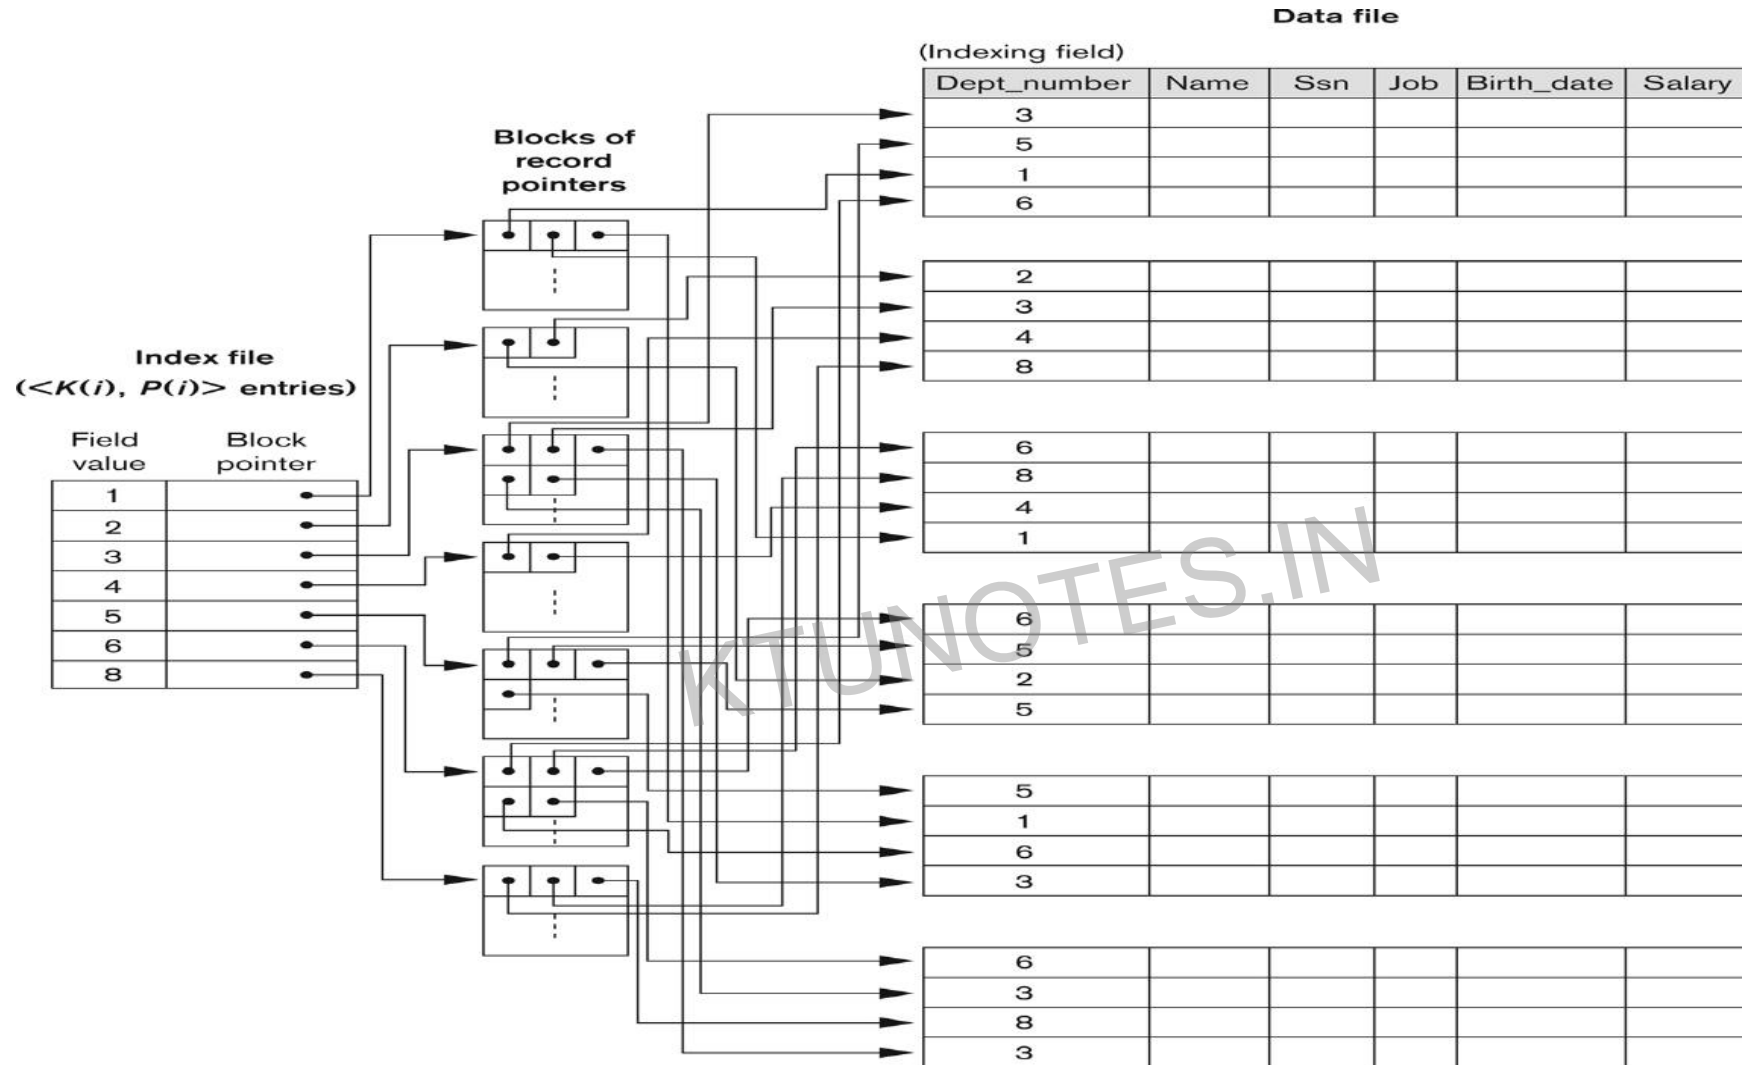 Data file
(Indexing field)
Dept_number Name Ssn Job Birth_date Salary
3
5
1
6
2
3
4
8
6
8
4
1
6
5
2
5
5
1
6
3
6
3
8
3
Blocks of
record
pointers
Index file
(<K(i), P(i)> entries)
Field Block
value pointer
1
2
3
4
5
6
8
KTUNOTES.IN